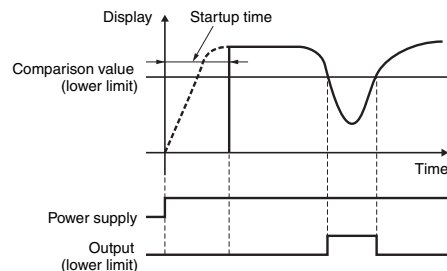 Display
Startup time
Comparison value
(lower limit)
Time
Power supply
Output
(lower limit)